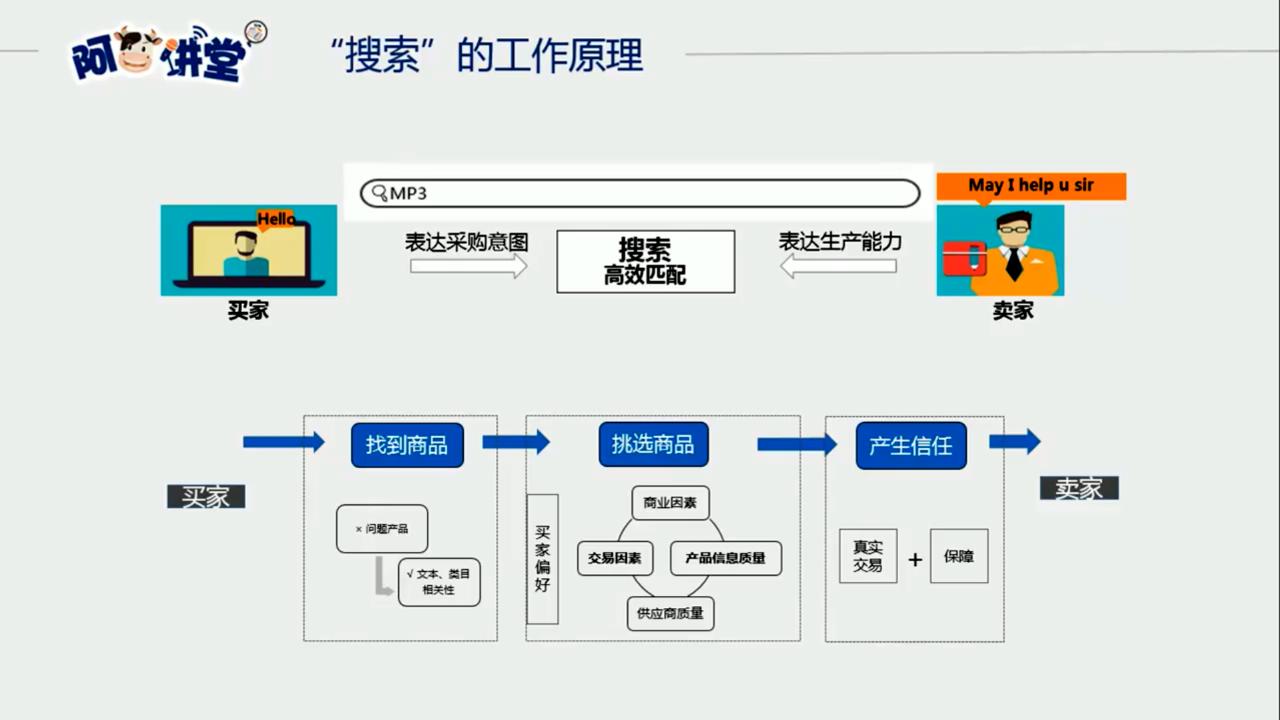 阿牛讲堂
“搜索”的工作原理
MP3
May I help u sir
Hello
表达采购意图
搜索
高效匹配
表达生产能力
买家
卖家
找到商品
挑选商品
产生信任
买家
卖家
× 问题产品
√ 文本、类目
相关性
买家偏好
商业因素
交易因素
产品信息质量
供应商质量
真实
交易
+
保障